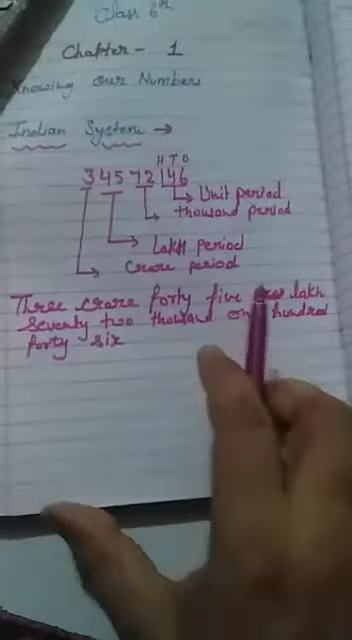 Class 6th
Chapter - 1
Knowing Our Numbers
Indian System →
H T O
3 45 72 146
Unit period
thousand period
Lakh period
Crore period
Three crore forty five lakh
seventy two thousand one hundred
forty six